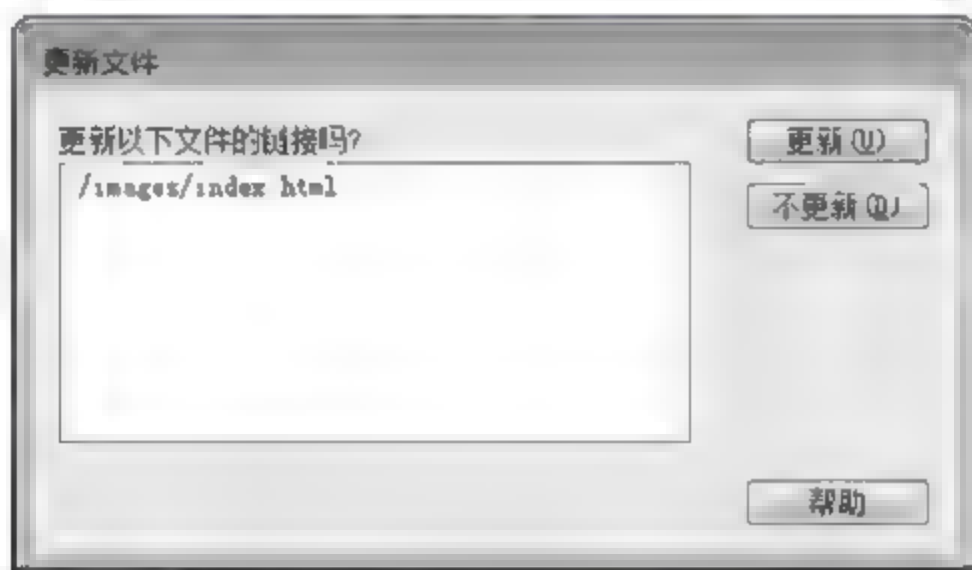 更新文件
更新以下文件的链接吗?
/images/index html
更新(U)
不更新(D)
帮助